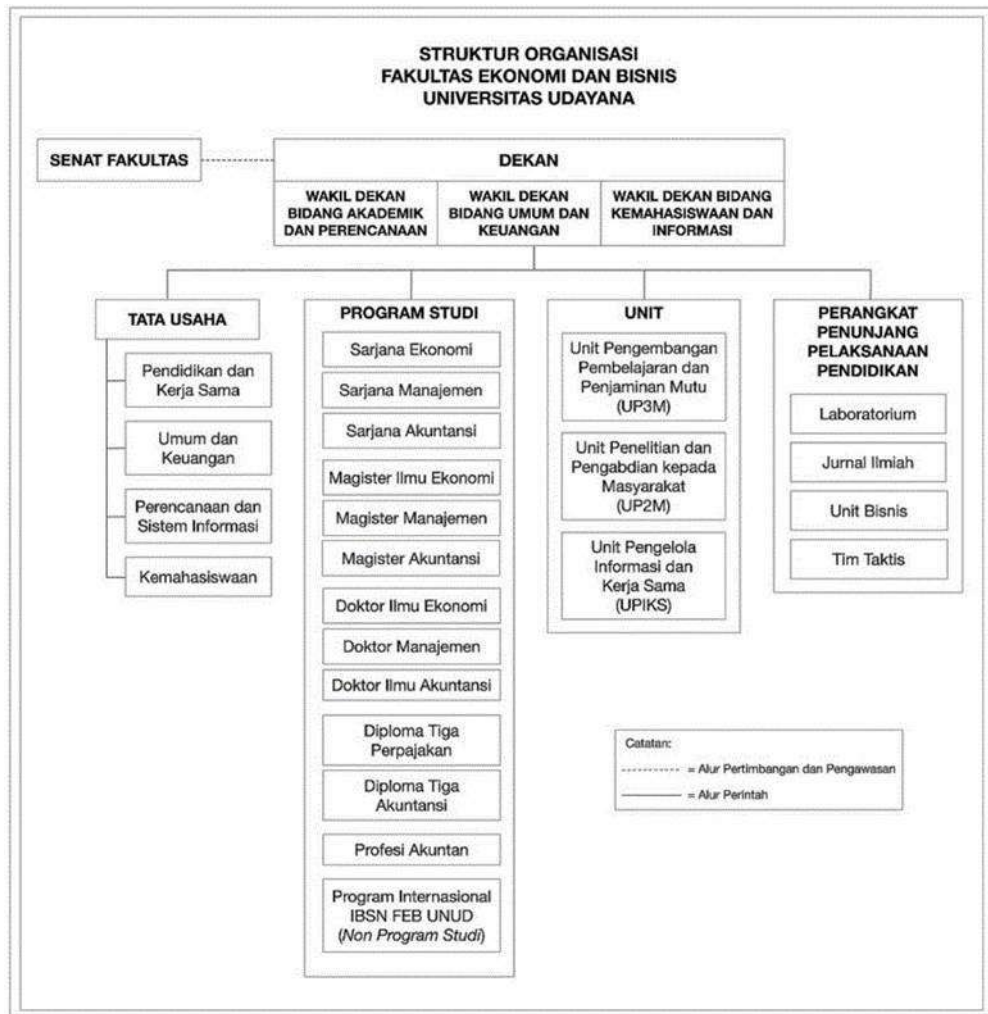 STRUKTUR ORGANISASI
FAKULTAS EKONOMI DAN BISNIS
UNIVERSITAS UDAYANA
SENAT FAKULTAS
DEKAN
WAKIL DEKAN
BIDANG AKADEMIK
DAN PERENCANAAN
WAKIL DEKAN
BIDANG UMUM DAN
KEUANGAN
WAKIL DEKAN BIDANG
KEMAHASISWAAN DAN
INFORMASI
TATA USAHA
Pendidikan dan
Kerja Sama
Umum dan
Keuangan
Perencanaan dan
Sistem Informasi
Kemahasiswaan
PROGRAM STUDI
Sarjana Ekonomi
Sarjana Manajemen
Sarjana Akuntansi
Magister Ilmu Ekonomi
Magister Manajemen
Magister Akuntansi
Doktor Ilmu Ekonomi
Doktor Manajemen
Doktor Ilmu Akuntansi
Diploma Tiga
Perpajakan
Diploma Tiga
Akuntansi
Profesi Akuntan
Program Internasional
IBSN FEB UNUD
(Non Program Studi)
UNIT
Unit Pengembangan
Pembelajaran dan
Penjaminan Mutu
(UP3M)
Unit Penelitian dan
Pengabdian kepada
Masyarakat
(UP2M)
Unit Pengelola
Informasi dan
Kerja Sama
(UPIKS)
PERANGKAT
PENUNJANG
PELAKSANAAN
PENDIDIKAN
Laboratorium
Jurnal Ilmiah
Unit Bisnis
Tim Taktis
Catatan:
= Alur Pertimbangan dan Pengawasan
= Alur Perintah